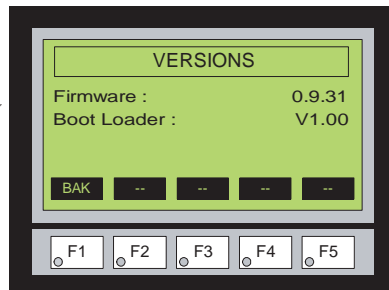 VERSIONS
Firmware : 0.9.31
Boot Loader : V1.00
BAK -- -- -- --
F1 F2 F3 F4 F5